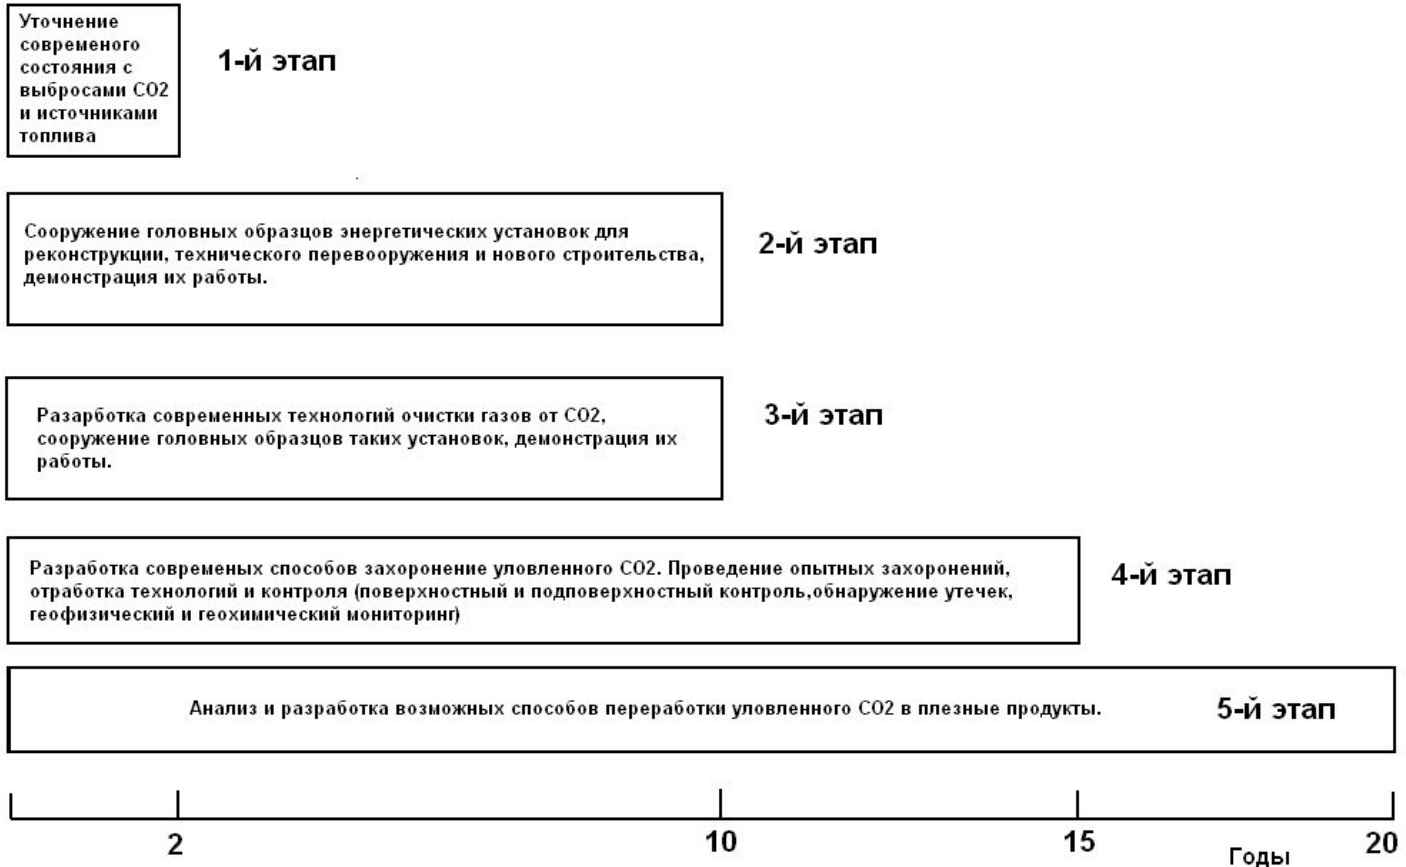 Уточнение
современого
состояния с
выбросами СО2
и источниками
топлива
1-й этап
Сооружение головных образцов энергетических установок для
реконструкции, технического перевооружения и нового строительства,
демонстрация их работы.
2-й этап
Разарботка современных технологий очистки газов от СО2,
сооружение головных образцов таких установок, демонстрация их
работы.
3-й этап
Разработка современых способов захоронение уловленного СО2. Проведение опытных захоронений,
отработка технологий и контроля (поверхностный и подповерхностный контроль,обнаружение утечек,
геофизический и геохимический мониторинг)
4-й этап
Анализ и разработка возможных способов переработки уловленного СО2 в плезные продукты.
5-й этап
2
10
15
20
Годы